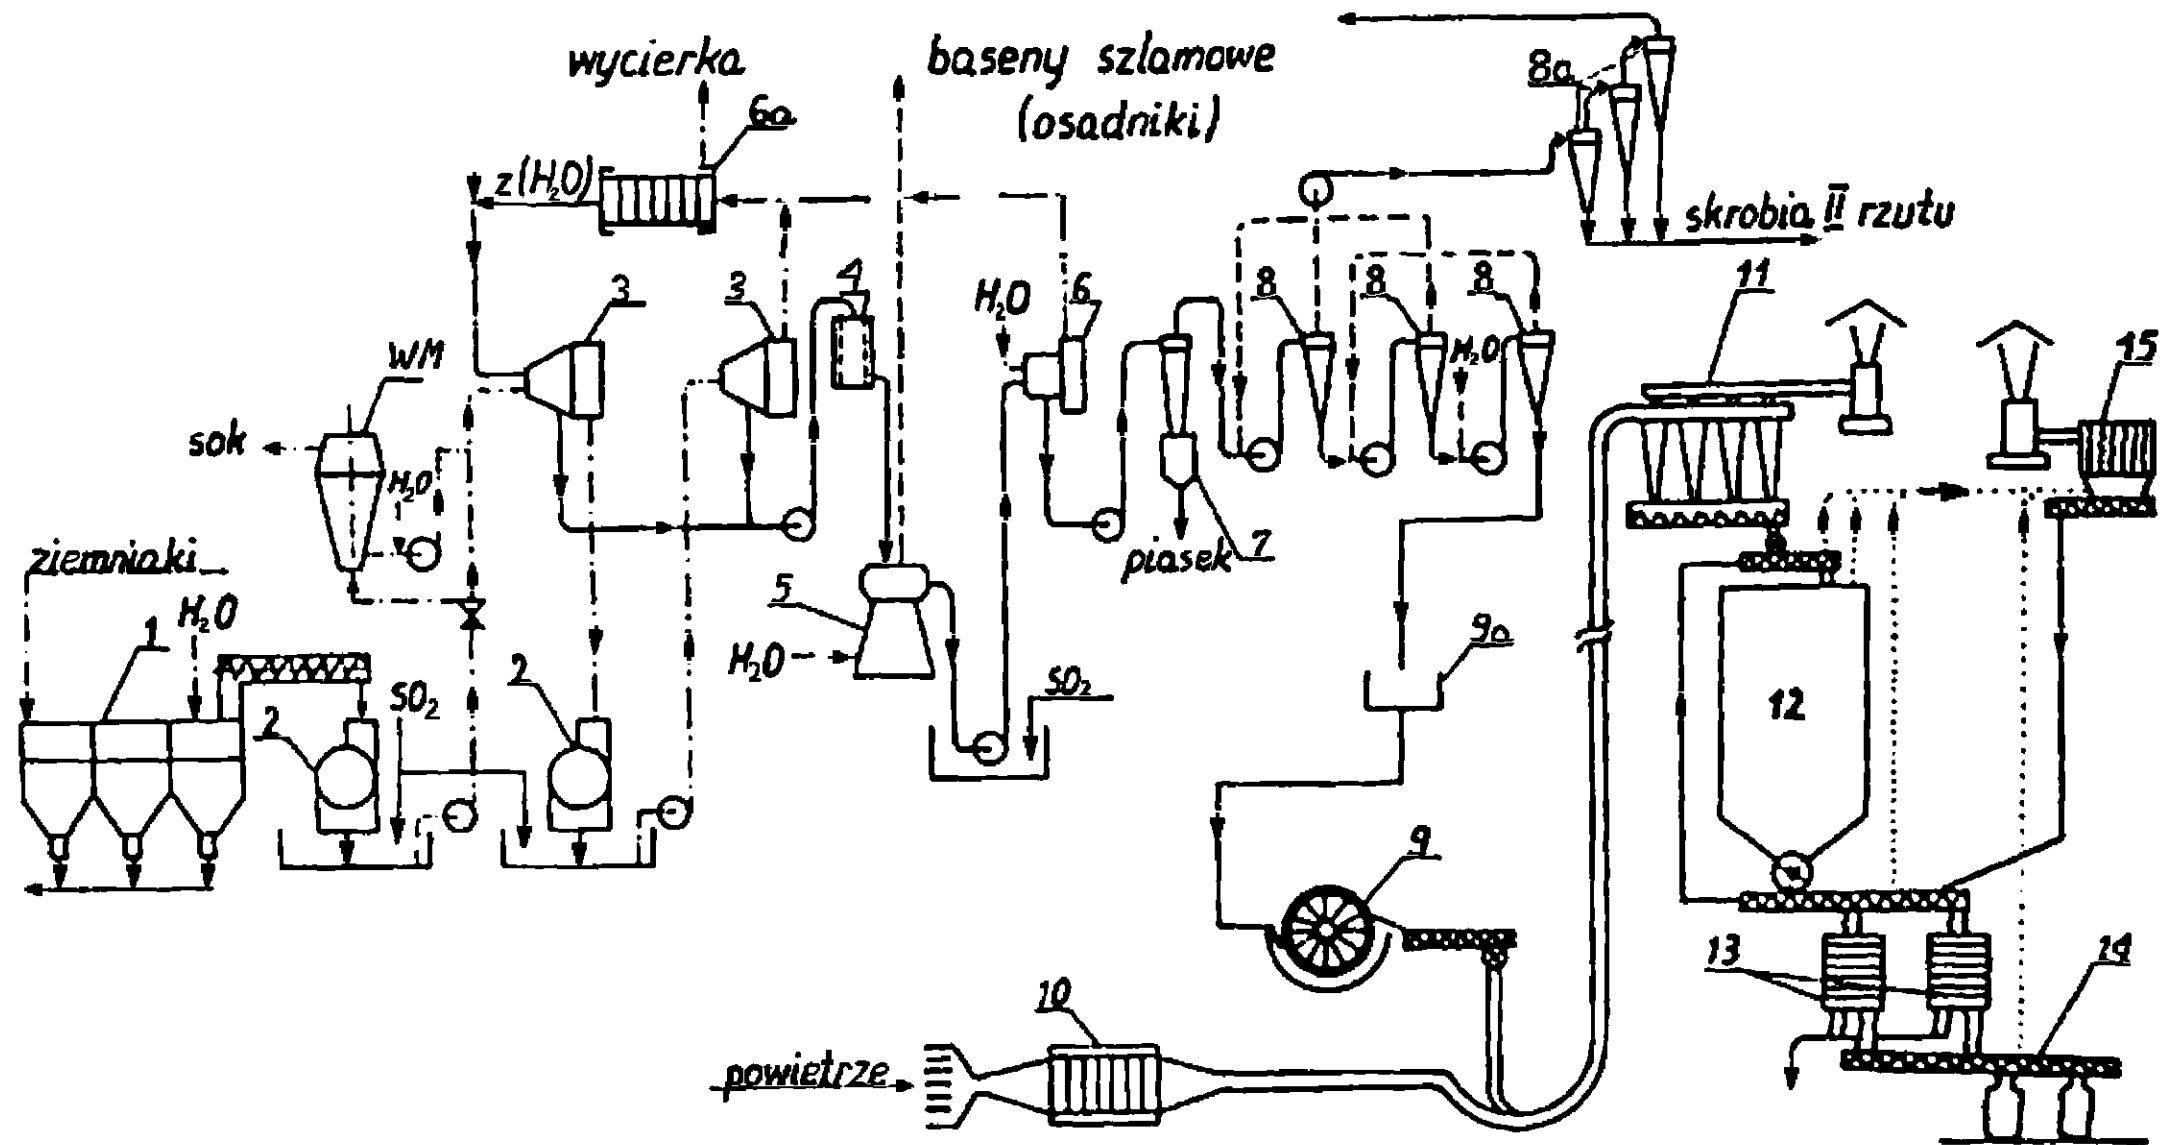 wycierka
baseny szlamowe
(osadniki)
8a
6a
z(H₂O)
skrobia II rzutu
4
3
3
H₂O
6
8
8
8
11
WM
H₂O
15
sok
H₂O
ziemniaki
piasek
7
5
H₂O
1
9a
H₂O
SO₂
SO₂
2
2
12
9
13
14
10
powietrze